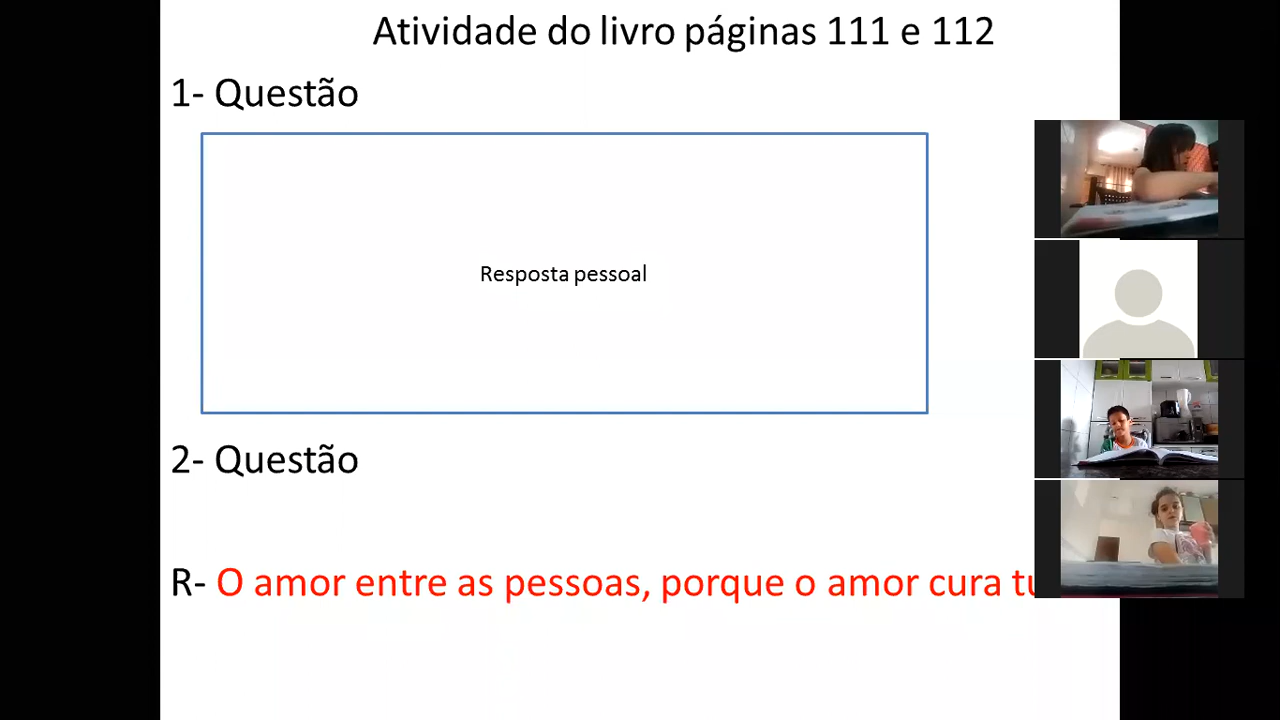 Atividade do livro páginas 111 e 112
1- Questão
Resposta pessoal
2- Questão
R- O amor entre as pessoas, porque o amor cura